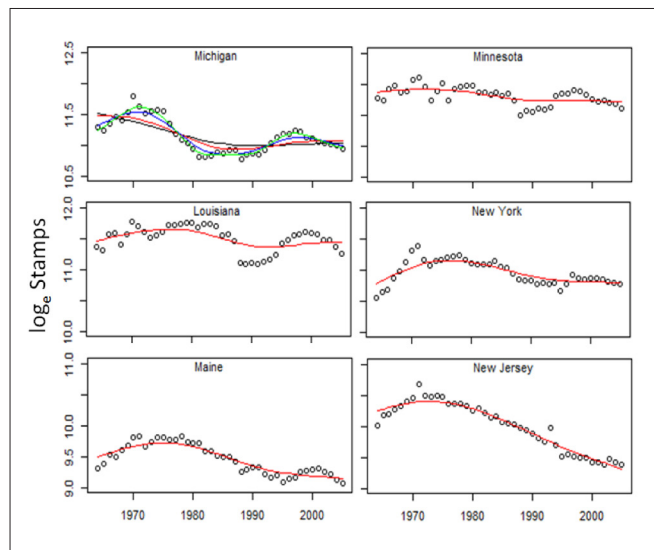 Michigan
Minnesota
12.5
11.5
10.5
Louisiana
New York
12.0
11.0
10.0
logₑ Stamps
Maine
New Jersey
11.0
10.0
9.5
9.0
1970 1980 1990 2000
1970 1980 1990 2000